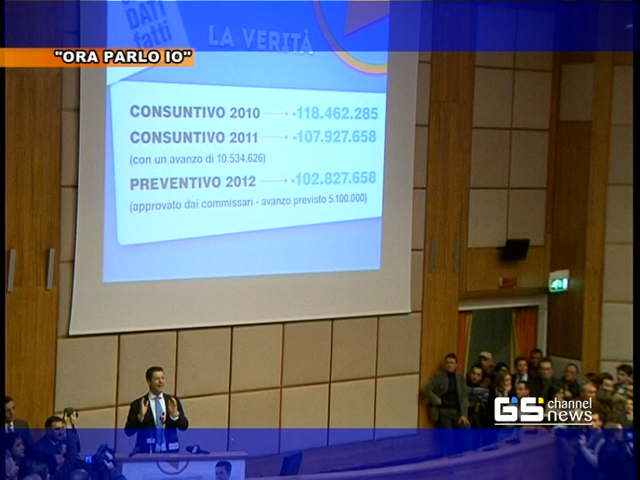 DATI
fatti
LA VERITÀ
"ORA PARLO IO"
CONSUNTIVO 2010 -118.462.285
CONSUNTIVO 2011 -107.927.658
(con un avanzo di 10.534.626)
PREVENTIVO 2012 -102.827.658
(approvato dai commissari - avanzo previsto 5.100.000)
GS channel
news